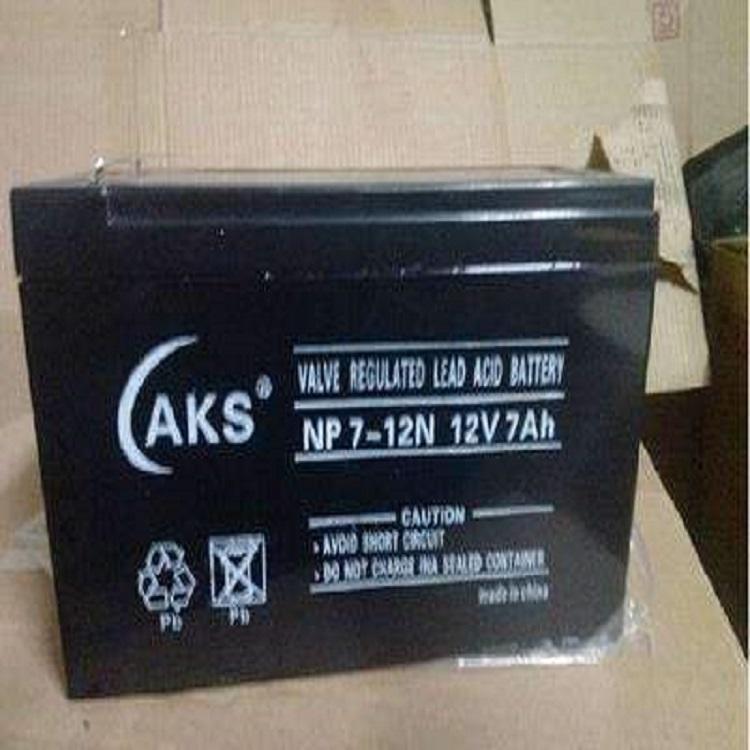 AKS®
VALVE REGULATED LEAD ACID BATTERY
NP 7-12N 12V 7Ah
CAUTION
AVOID SHORT CIRCUIT
DO NOT CHARGE INA SEALED CONTAINER
made in china
Pb
Pb